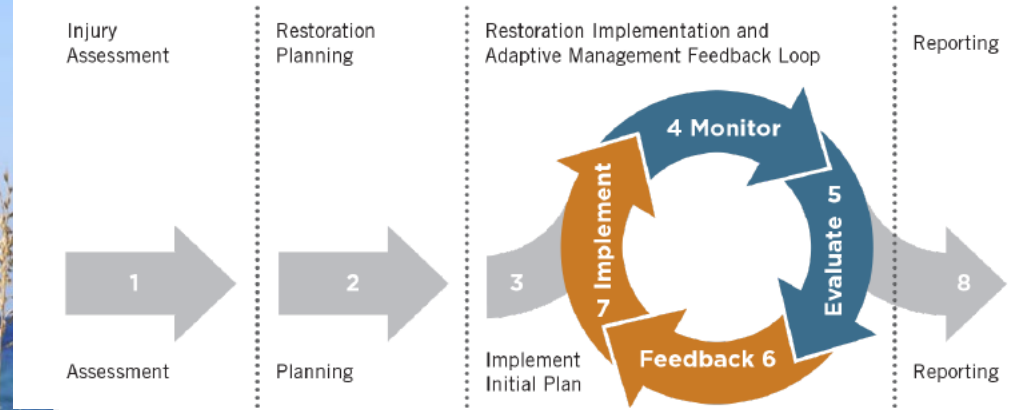 Injury
Assessment
Restoration
Planning
Restoration Implementation and
Adaptive Management Feedback Loop
Reporting
4 Monitor
Evaluate 5
Feedback 6
7 Implement
1
2
3
8
Assessment
Planning
Implement
Initial Plan
Reporting